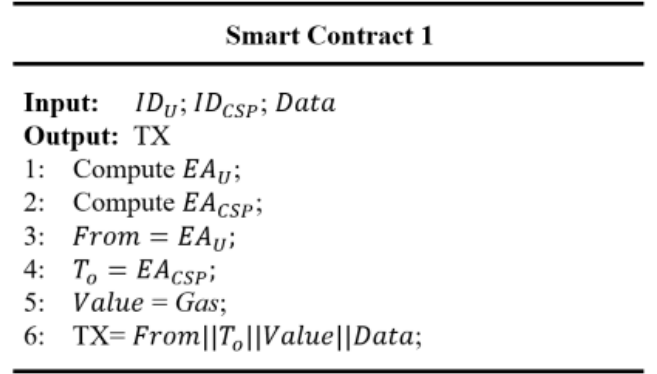 Smart Contract 1
Input: ID_U; ID_CSP; Data
Output: TX
1: Compute EA_U;
2: Compute EA_CSP;
3: From = EA_U;
4: T_o = EA_CSP;
5: Value = Gas;
6: TX= From||T_o||Value||Data;